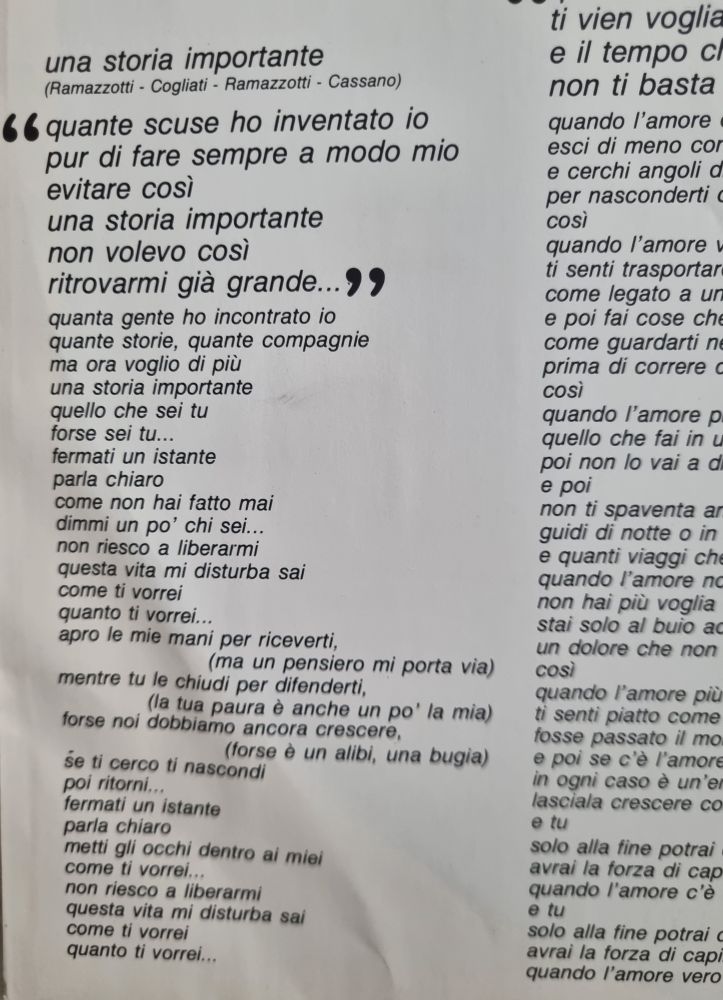 una storia importante
(Ramazzotti - Cogliati - Ramazzotti - Cassano)
“quante scuse ho inventato io
pur di fare sempre a modo mio
evitare così
una storia importante
non volevo così
ritrovarmi già grande...”
quanta gente ho incontrato io
quante storie, quante compagnie
ma ora voglio di più
una storia importante
quello che sei tu
forse sei tu...
fermati un istante
parla chiaro
come non hai fatto mai
dimmi un po' chi sei...
non riesco a liberarmi
questa vita mi disturba sai
come ti vorrei
quanto ti vorrei...
apro le mie mani per riceverti,
(ma un pensiero mi porta via)
mentre tu le chiudi per difenderti,
(la tua paura è anche un po' la mia)
forse noi dobbiamo ancora crescere,
(forse è un alibi, una bugia)
se ti cerco ti nascondi
poi ritorni...
fermati un istante
parla chiaro
metti gli occhi dentro ai miei
come ti vorrei...
non riesco a liberarmi
questa vita mi disturba sai
come ti vorrei
quanto ti vorrei...
ti vien voglia
e il tempo
non ti basta
quando l'amore
esci di meno
e cerchi angoli
per nasconderti
così
quando l'amore
ti senti
come legato a
e poi fai cose
come guardarti
prima di correre
così
quando l'amore
quello che fai in
poi non lo vai a
e poi
non ti spaventa
guidi di notte o in
e quanti viaggi
quando l'amore
non hai più voglia
stai solo al buio
un dolore che non
così
quando l'amore più
ti senti piatto come
fosse passato il
e poi se c'è l'amore
in ogni caso è
lasciala crescere
e tu
solo alla fine potrai
avrai la forza di
quando l'amore c'è
e tu
solo alla fine potrai
avrai la forza di
quando l'amore vero